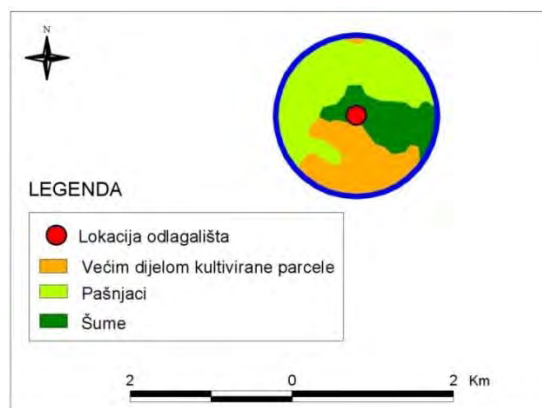 N
LEGENDA
Lokacija odlagališta
Većim dijelom kultivirane parcele
Pašnjaci
Šume
2 0 2 Km